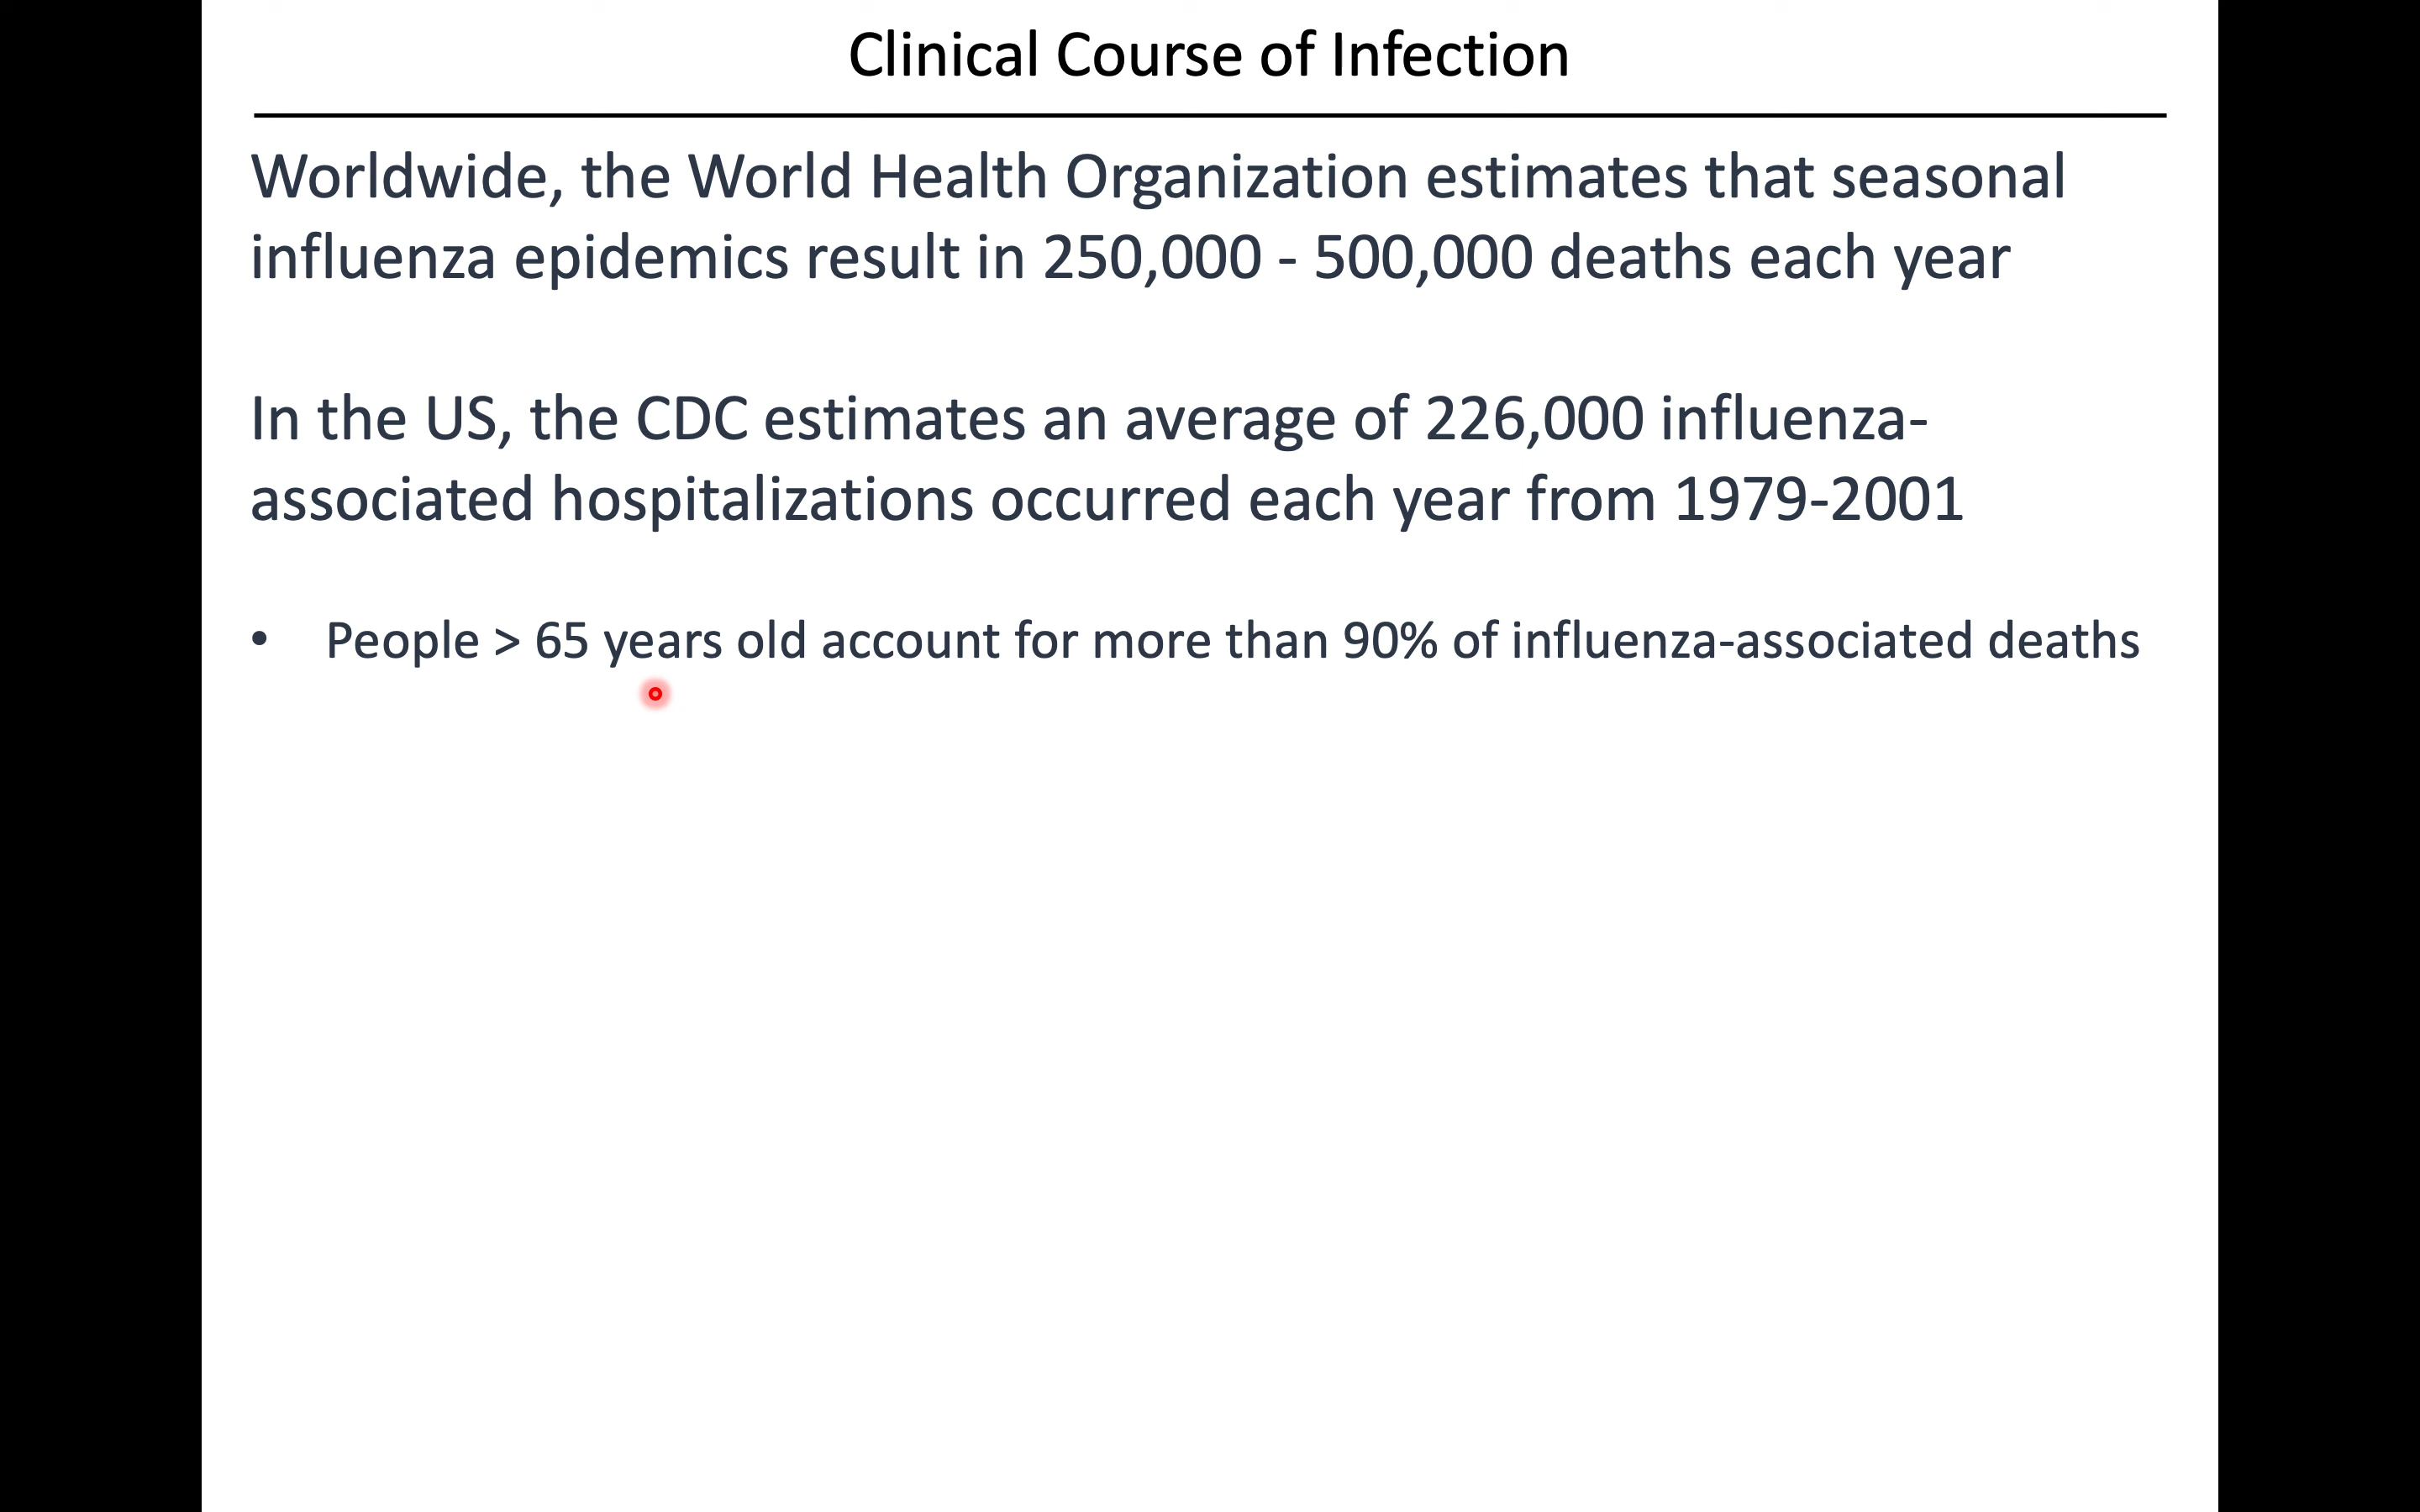 Clinical Course of Infection
Worldwide, the World Health Organization estimates that seasonal
influenza epidemics result in 250,000 - 500,000 deaths each year
In the US, the CDC estimates an average of 226,000 influenza-
associated hospitalizations occurred each year from 1979-2001
• People > 65 years old account for more than 90% of influenza-associated deaths